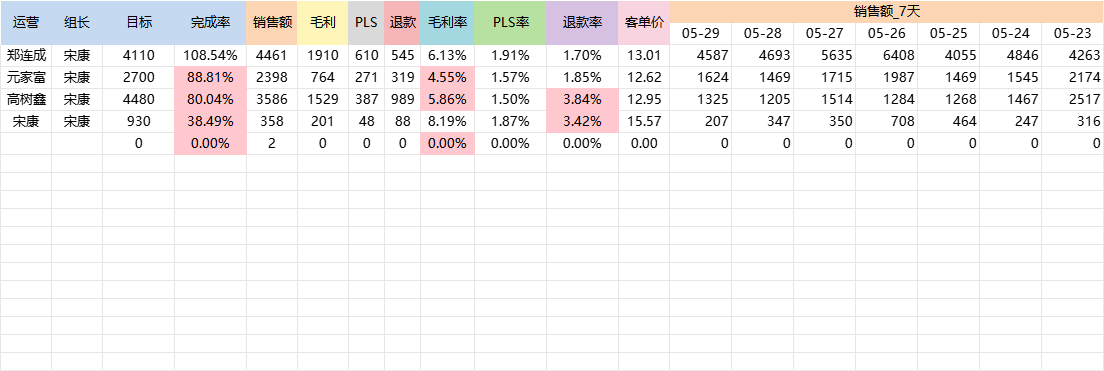 运营 组长 目标 完成率 销售额 毛利 PLS 退款 毛利率 PLS率 退款率 客单价 销售额_7天
05-29 05-28 05-27 05-26 05-25 05-24 05-23
郑连成 宋康 4110 108.54% 4461 1910 610 545 6.13% 1.91% 1.70% 13.01 4587 4693 5635 6408 4055 4846 4263
元家富 宋康 2700 88.81% 2398 764 271 319 4.55% 1.57% 1.85% 12.62 1624 1469 1715 1987 1469 1545 2174
高树鑫 宋康 4480 80.04% 3586 1529 387 989 5.86% 1.50% 3.84% 12.95 1325 1205 1514 1284 1268 1467 2517
宋康 宋康 930 38.49% 358 201 48 88 8.19% 1.87% 3.42% 15.57 207 347 350 708 464 247 316
0 0.00% 2 0 0 0 0.00% 0.00% 0.00% 0.00 0 0 0 0 0 0 0